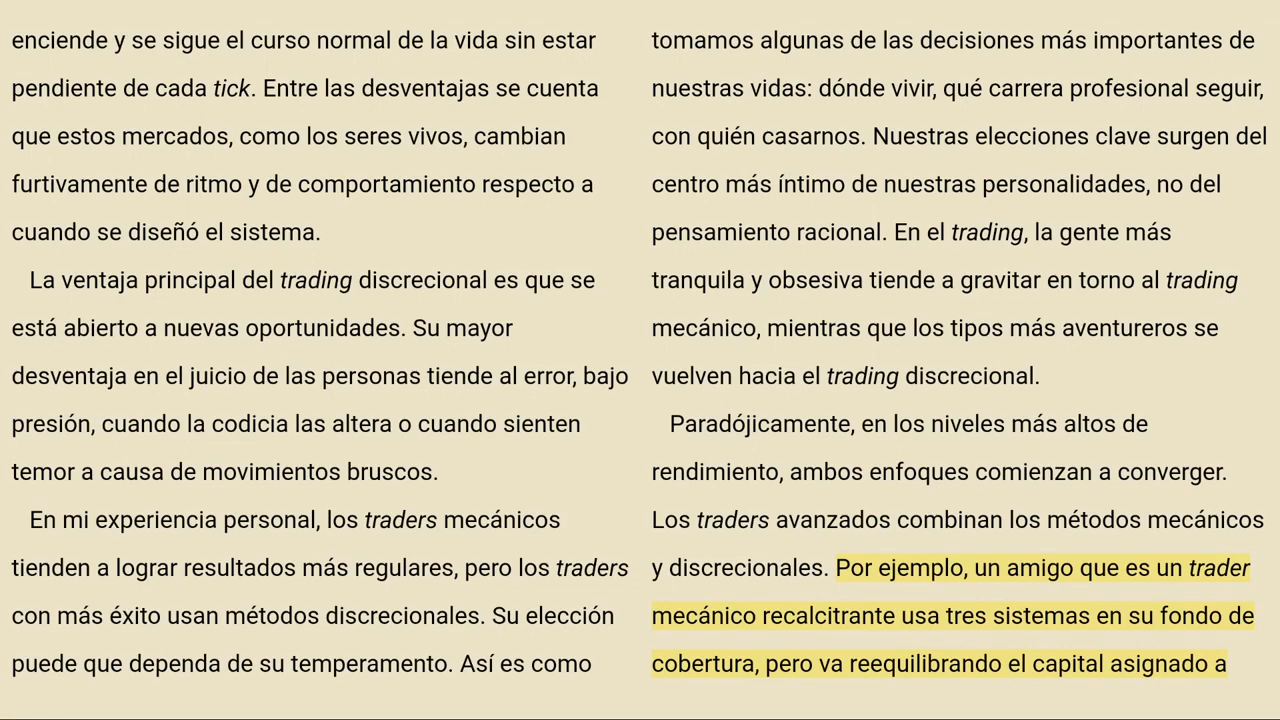 enciende y se sigue el curso normal de la vida sin estar
pendiente de cada tick. Entre las desventajas se cuenta
que estos mercados, como los seres vivos, cambian
furtivamente de ritmo y de comportamiento respecto a
cuando se diseñó el sistema.
La ventaja principal del trading discrecional es que se
está abierto a nuevas oportunidades. Su mayor
desventaja en el juicio de las personas tiende al error, bajo
presión, cuando la codicia las altera o cuando sienten
temor a causa de movimientos bruscos.
En mi experiencia personal, los traders mecánicos
tienden a lograr resultados más regulares, pero los traders
con más éxito usan métodos discrecionales. Su elección
puede que dependa de su temperamento. Así es como
tomamos algunas de las decisiones más importantes de
nuestras vidas: dónde vivir, qué carrera profesional seguir,
con quién casarnos. Nuestras elecciones clave surgen del
centro más íntimo de nuestras personalidades, no del
pensamiento racional. En el trading, la gente más
tranquila y obsesiva tiende a gravitar en torno al trading
mecánico, mientras que los tipos más aventureros se
vuelven hacia el trading discrecional.
Paradójicamente, en los niveles más altos de
rendimiento, ambos enfoques comienzan a converger.
Los traders avanzados combinan los métodos mecánicos
y discrecionales. Por ejemplo, un amigo que es un trader
mecánico recalcitrante usa tres sistemas en su fondo de
cobertura, pero va reequilibrando el capital asignado a